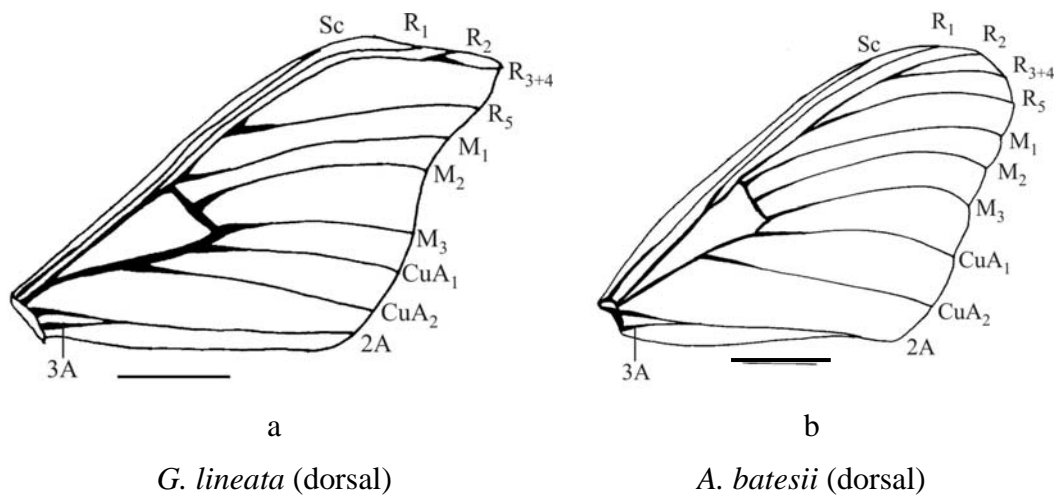 Sc R₁ R₂
R₃₊₄
R₅
M₁
M₂
M₃
CuA₁
CuA₂
2A
3A
a
G. lineata (dorsal)
Sc R₁ R₂
R₃₊₄
R₅
M₁
M₂
M₃
CuA₁
CuA₂
2A
3A
b
A. batesii (dorsal)